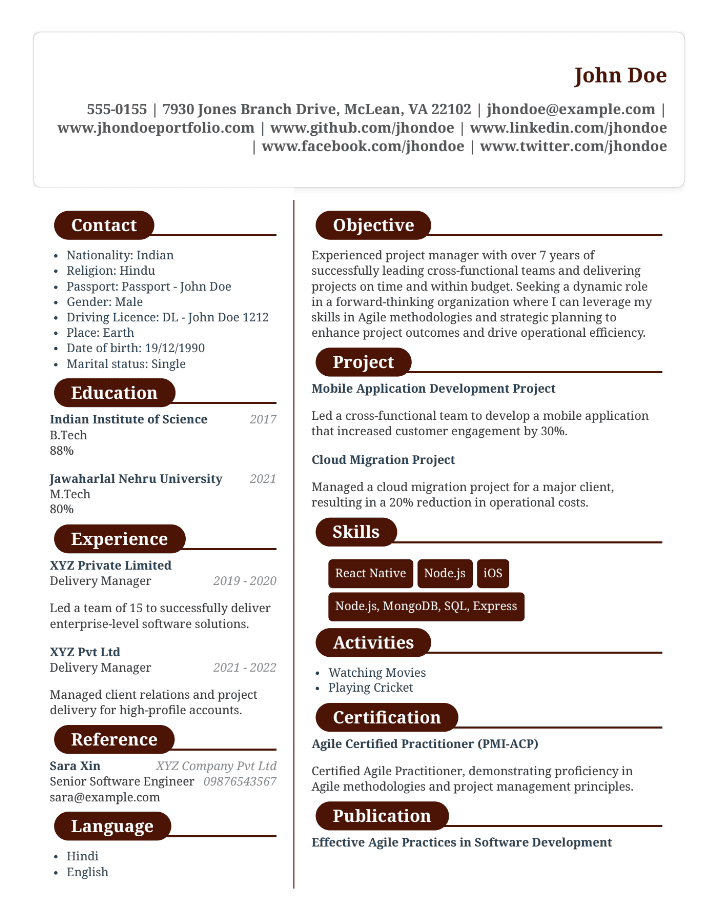 John Doe
555-0155 | 7930 Jones Branch Drive, McLean, VA 22102 | jhondoe@example.com |
www.jhondoeportfolio.com | www.github.com/jhondoe | www.linkedin.com/jhondoe
| www.facebook.com/jhondoe | www.twitter.com/jhondoe
Contact
• Nationality: Indian
• Religion: Hindu
• Passport: Passport - John Doe
• Gender: Male
• Driving Licence: DL - John Doe 1212
• Place: Earth
• Date of birth: 19/12/1990
• Marital status: Single
Education
Indian Institute of Science 2017
B.Tech
88%
Jawaharlal Nehru University 2021
M.Tech
80%
Experience
XYZ Private Limited
Delivery Manager 2019 - 2020
Led a team of 15 to successfully deliver
enterprise-level software solutions.
XYZ Pvt Ltd
Delivery Manager 2021 - 2022
Managed client relations and project
delivery for high-profile accounts.
Reference
Sara Xin XYZ Company Pvt Ltd
Senior Software Engineer 09876543567
sara@example.com
Language
• Hindi
• English
Objective
Experienced project manager with over 7 years of
successfully leading cross-functional teams and delivering
projects on time and within budget. Seeking a dynamic role
in a forward-thinking organization where I can leverage my
skills in Agile methodologies and strategic planning to
enhance project outcomes and drive operational efficiency.
Project
Mobile Application Development Project
Led a cross-functional team to develop a mobile application
that increased customer engagement by 30%.
Cloud Migration Project
Managed a cloud migration project for a major client,
resulting in a 20% reduction in operational costs.
Skills
React Native Node.js iOS
Node.js, MongoDB, SQL, Express
Activities
• Watching Movies
• Playing Cricket
Certification
Agile Certified Practitioner (PMI-ACP)
Certified Agile Practitioner, demonstrating proficiency in
Agile methodologies and project management principles.
Publication
Effective Agile Practices in Software Development